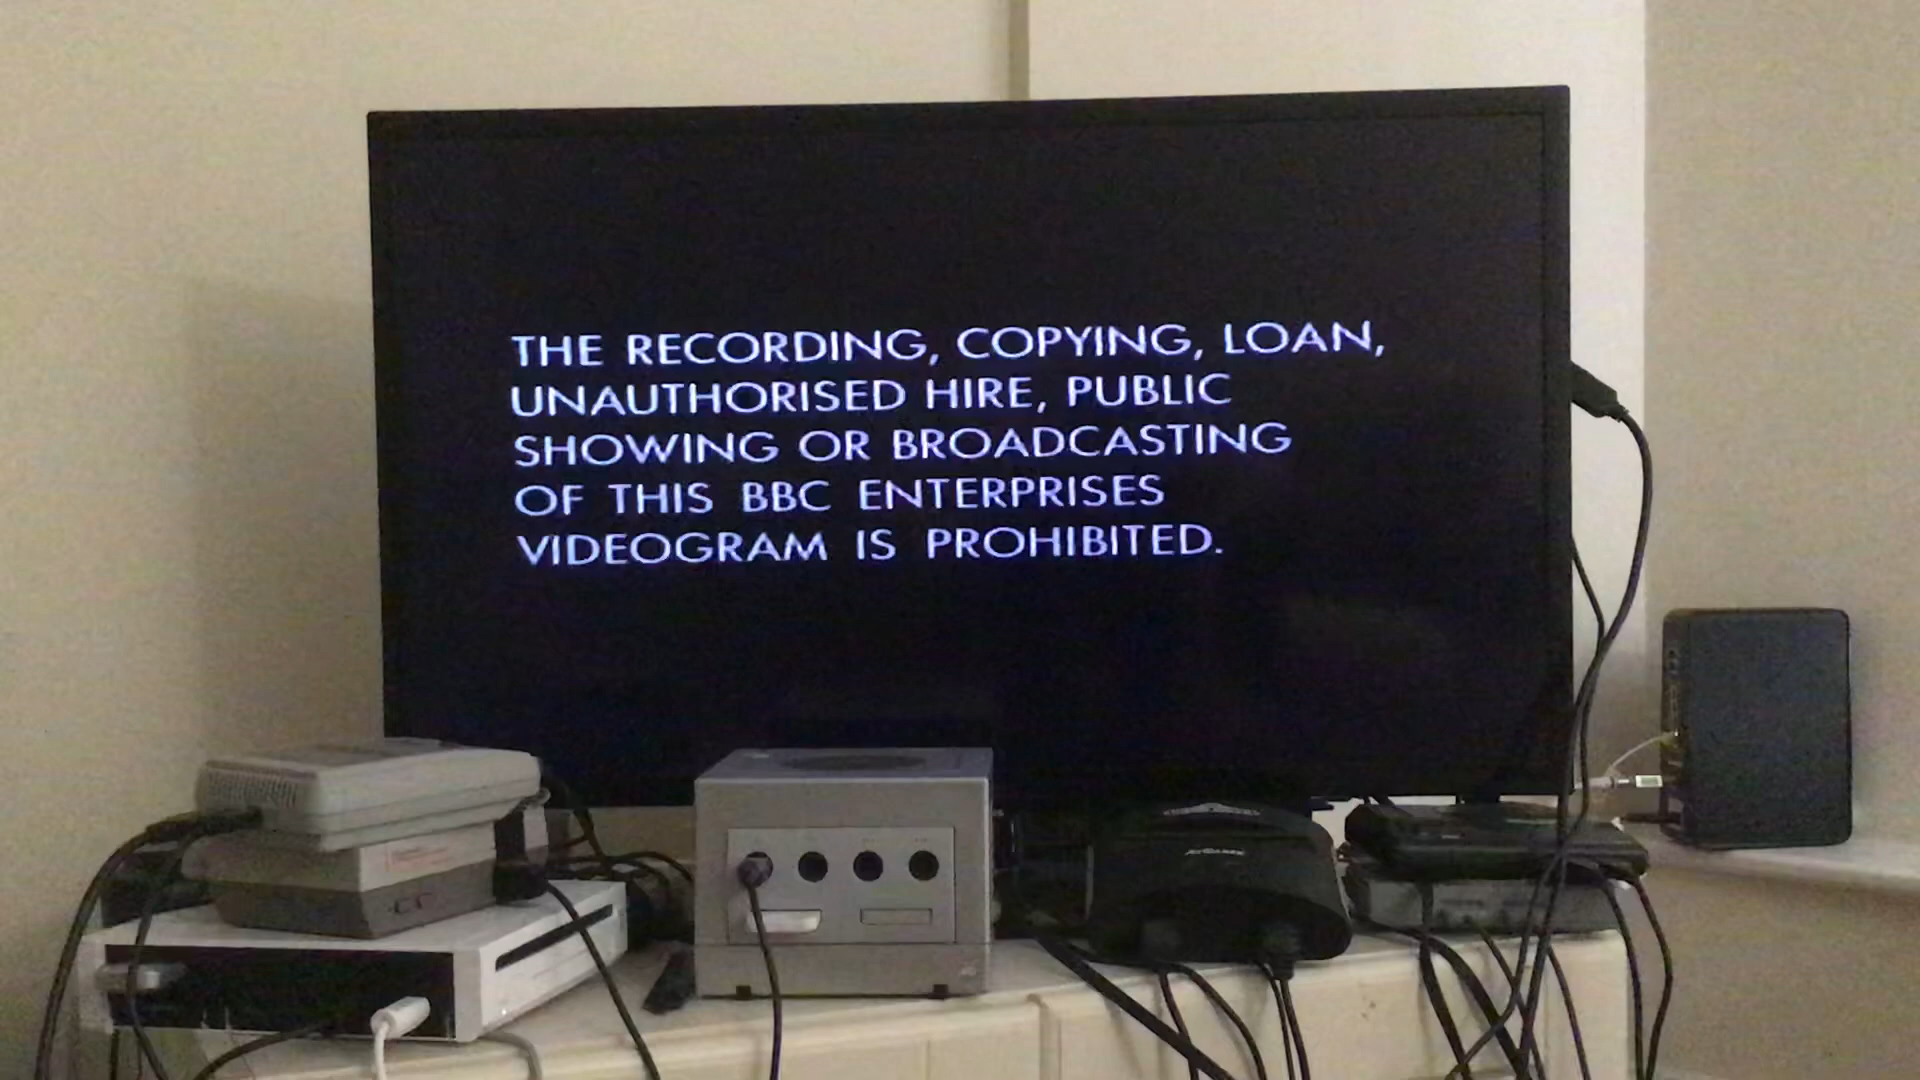 THE RECORDING, COPYING, LOAN,
UNAUTHORISED HIRE, PUBLIC
SHOWING OR BROADCASTING
OF THIS BBC ENTERPRISES
VIDEOGRAM IS PROHIBITED.